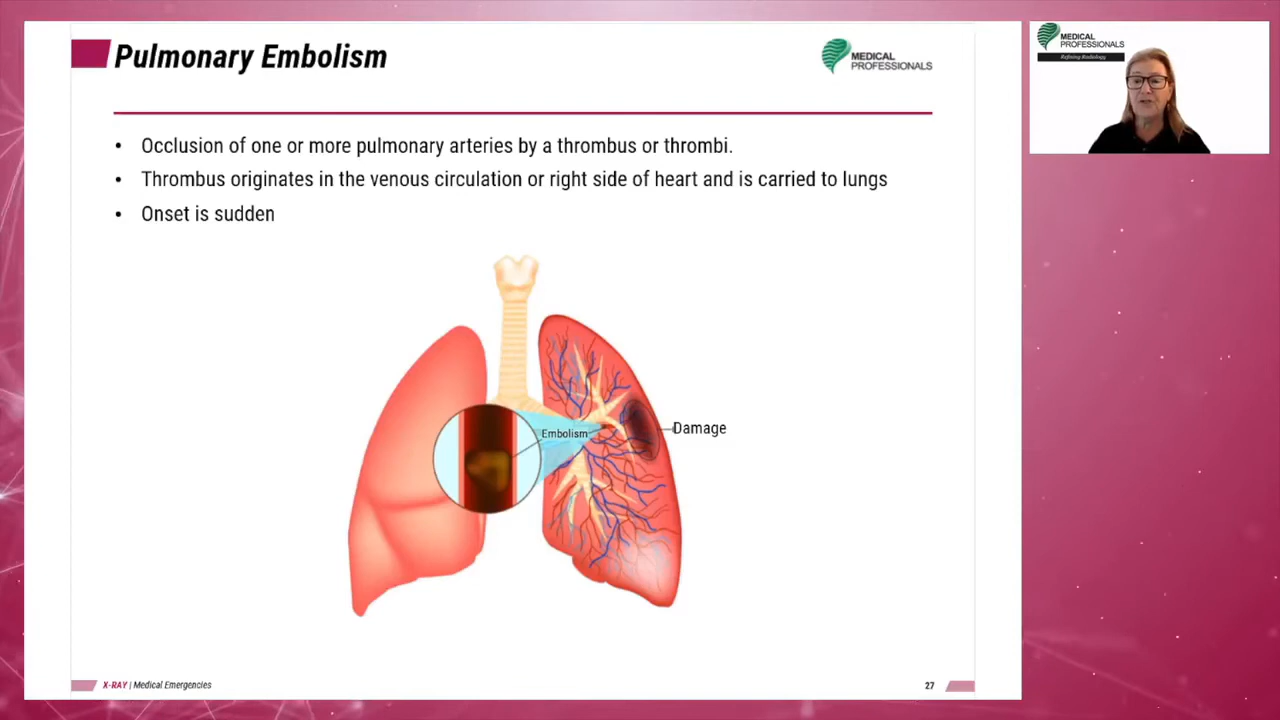 Pulmonary Embolism
MEDICAL
PROFESSIONALS
• Occlusion of one or more pulmonary arteries by a thrombus or thrombi.
• Thrombus originates in the venous circulation or right side of heart and is carried to lungs
• Onset is sudden
Embolism
Damage
X-RAY | Medical Emergencies
27
MEDICAL
PROFESSIONALS
Refining Radiology